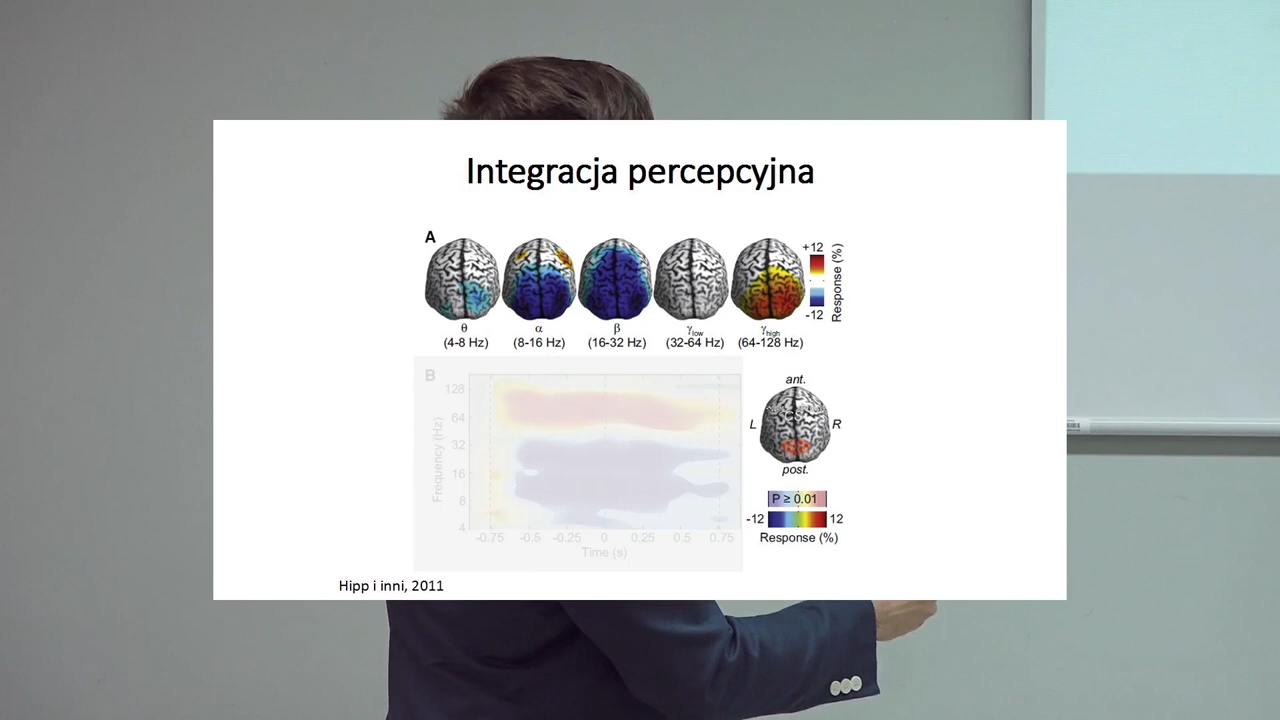 Integracja percepcyjna
A
+12
-12
Response (%)
θ
(4-8 Hz)
α
(8-16 Hz)
β
(16-32 Hz)
γlow
(32-64 Hz)
γhigh
(64-128 Hz)
B
128
64
32
16
8
4
Frequency (Hz)
-0.75 -0.5 -0.25 0 0.25 0.5 0.75
Time (s)
ant.
L
R
post.
P ≥ 0.01
-12 12
Response (%)
Hipp i inni, 2011